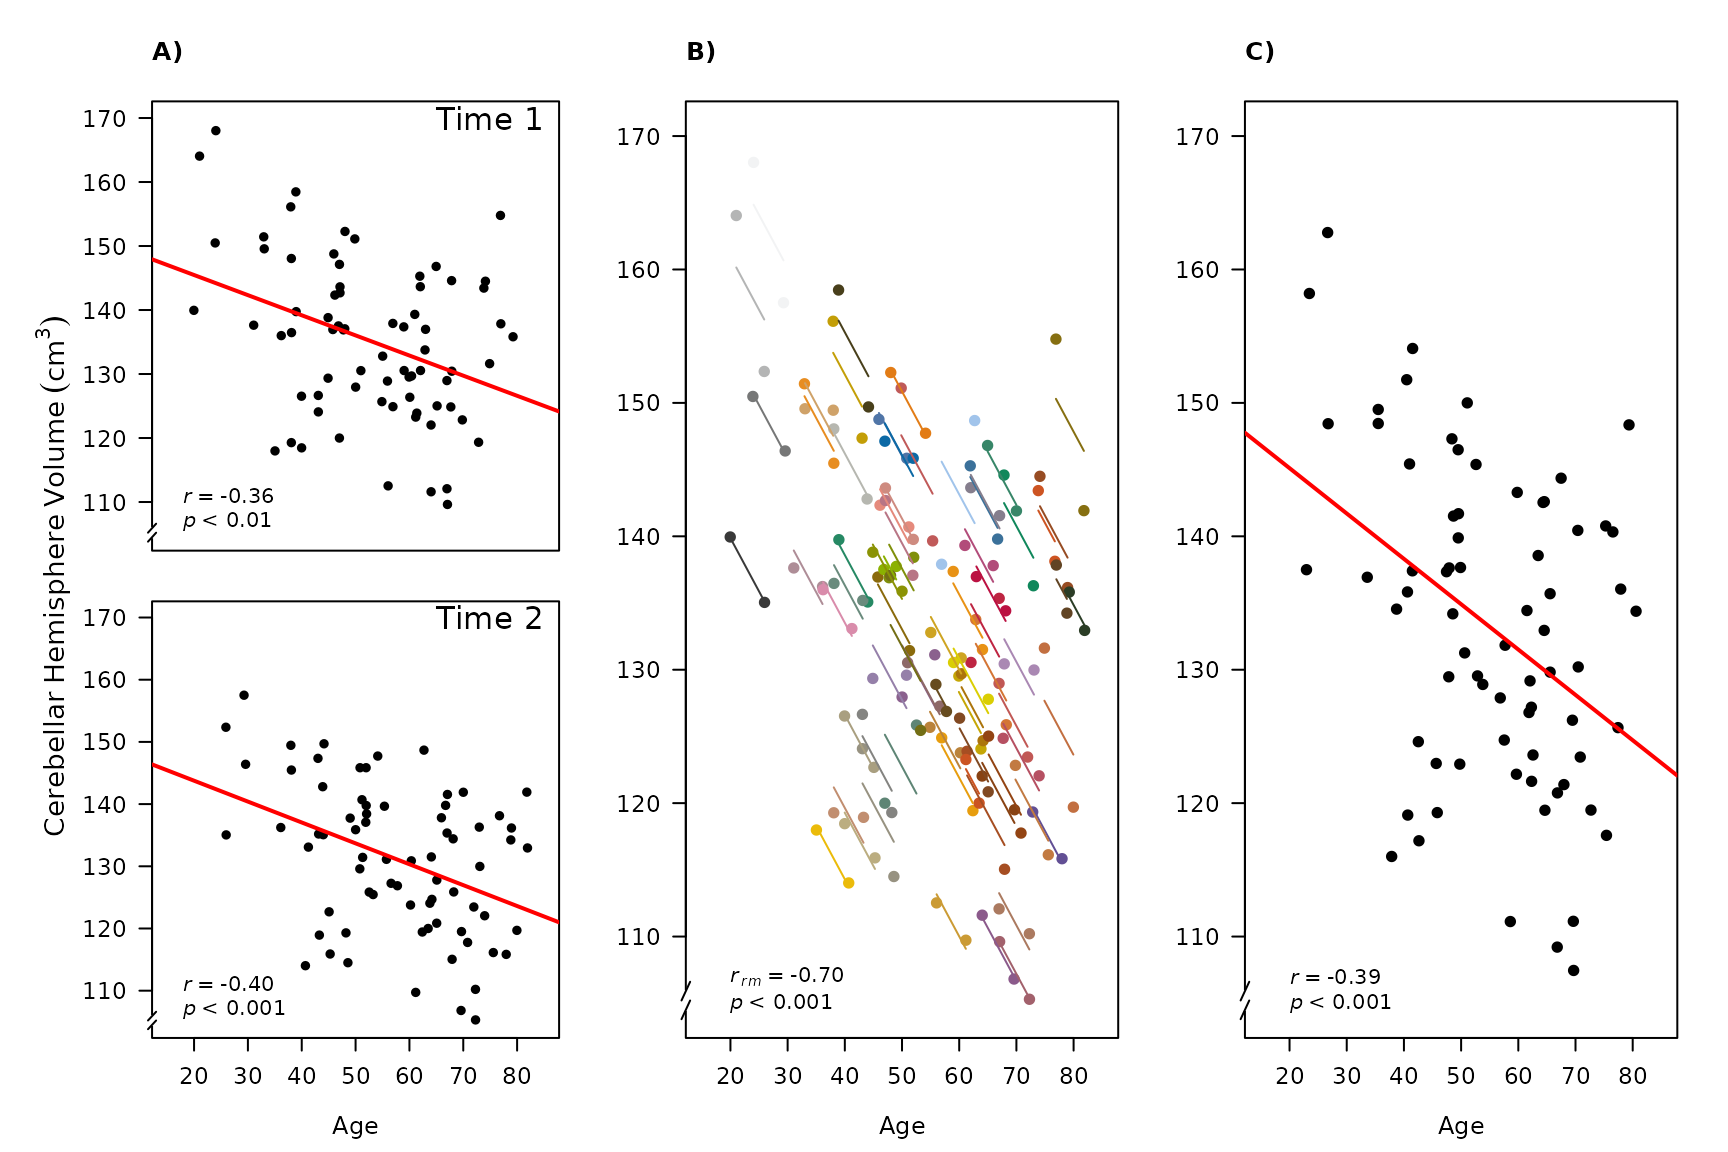 A)
B)
C)
Cerebellar Hemisphere Volume (cm³)
Time 1
170
160
150
140
130
120
110
r = -0.36
p < 0.01
Time 2
170
160
150
140
130
120
110
r = -0.40
p < 0.001
20 30 40 50 60 70 80
Age
170
160
150
140
130
120
110
r_rm = -0.70
p < 0.001
20 30 40 50 60 70 80
Age
170
160
150
140
130
120
110
r = -0.39
p < 0.001
20 30 40 50 60 70 80
Age